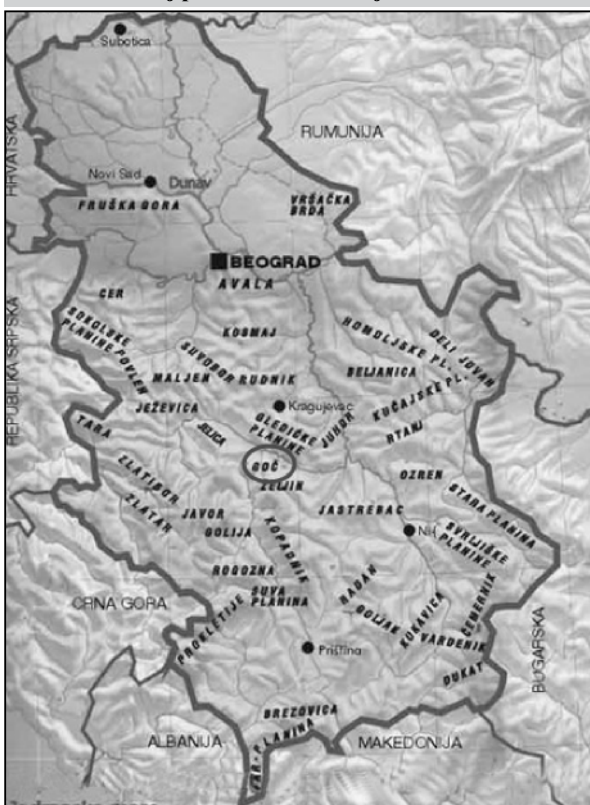 Subotica
RUMUNIJA
HRVATSKA
Novi Sad
Dunav
FRUŠKA GORA
VRŠAČKA
BRDA
BEOGRAD
AVALA
REPUBLIKA SRPSKA
CER
KOSMAJ
SOKOLSKE
PLANINE
POVLEN
HOMOLJSKE PL.
DELI JOVAN
SUVOBOR
RUDNIK
MALJEN
BELJANICA
KUČAJSKE PL.
JEŽEVICA
Kragujevac
GLEDIĆKE
PLANINE
JUHOR
RTANJ
TARA
JELICA
GOČ
ŽELJIN
OZREN
STARA PLANINA
ZLATIBOR
ZLATAR
JAVOR
GOLIJA
KOPAONIK
JASTREBAC
Niš
SVRLJIŠKE
PLANINE
ROGOZNA
SUVA
PLANINA
CRNA GORA
PROKLETIJE
RADAN
GOLJAK
KUKAVICA
ČEMERNIK
VARDENIK
Priština
DUKAT
BUGARSKA
BREZOVICA
ALBANIJA
ŠAR-PLANINA
MAKEDONIJA